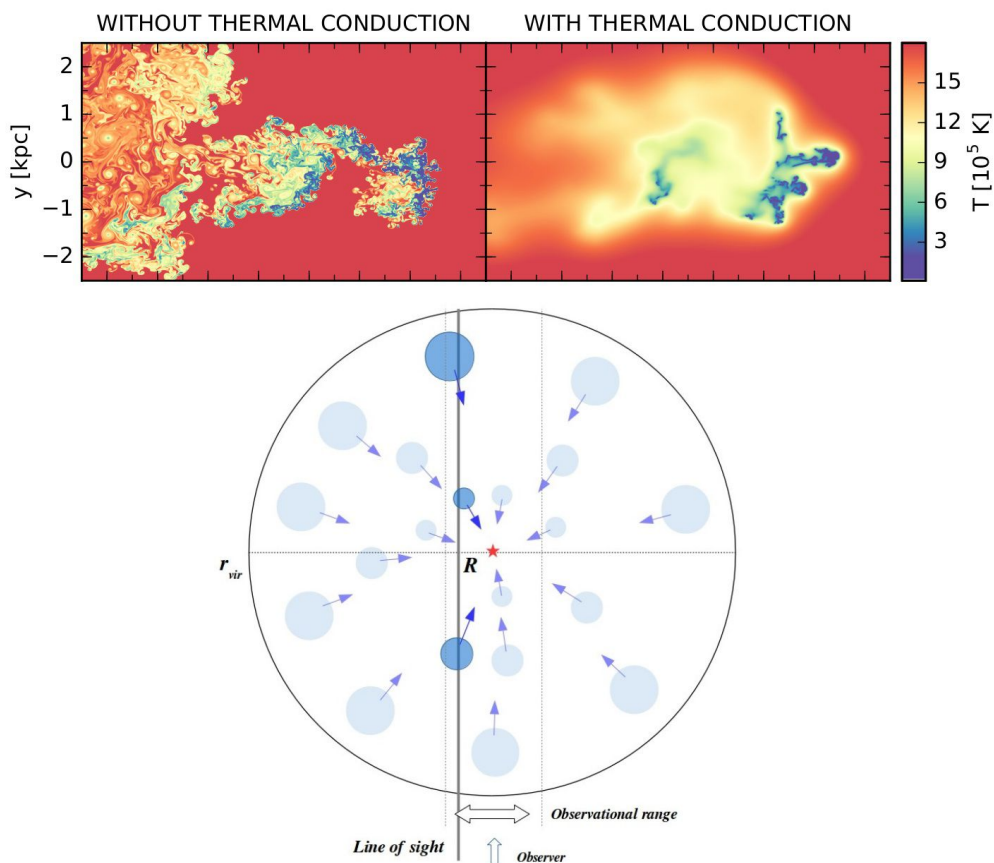 WITHOUT THERMAL CONDUCTION
WITH THERMAL CONDUCTION
2
1
0
−1
−2
y [kpc]
15
12
9
6
3
T [10⁵ K]
r_vir
R
Observational range
Line of sight
Observer